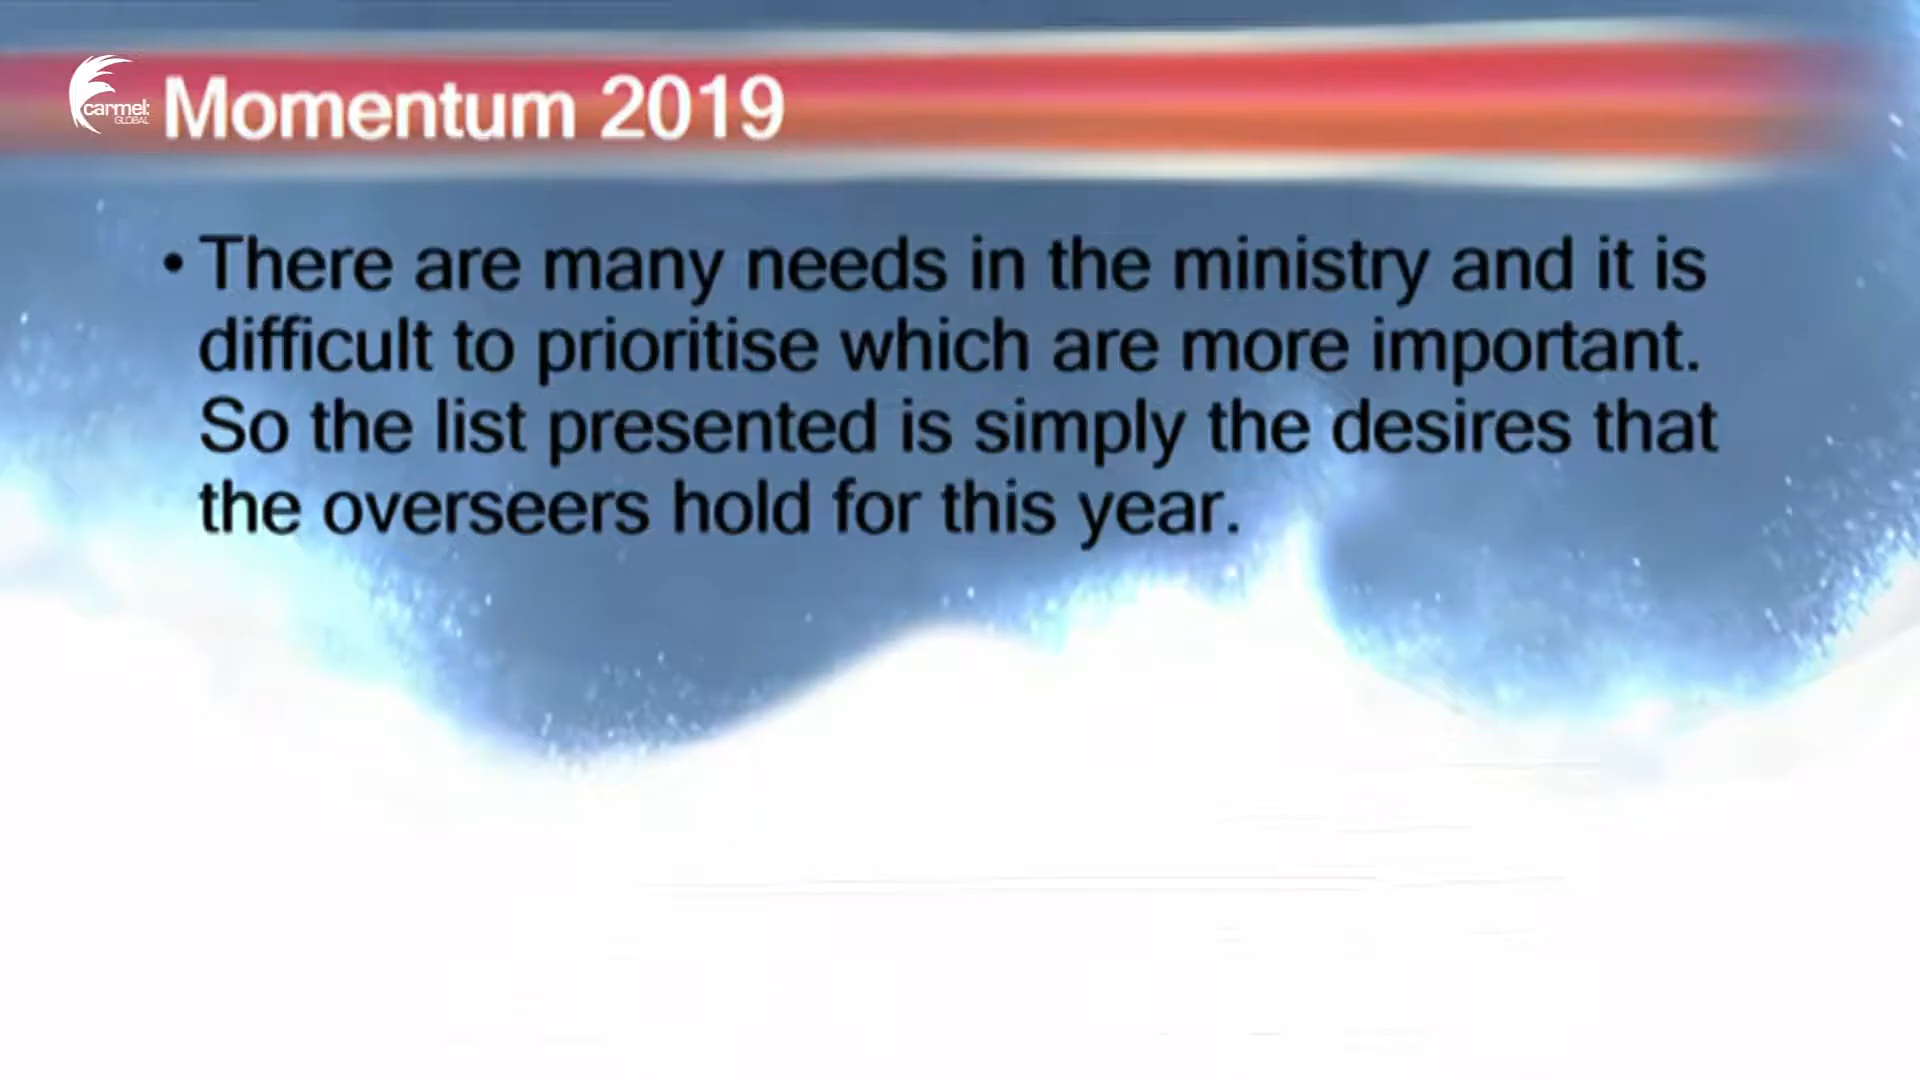 carmel:
GLOBAL
Momentum 2019
• There are many needs in the ministry and it is
difficult to prioritise which are more important.
So the list presented is simply the desires that
the overseers hold for this year.